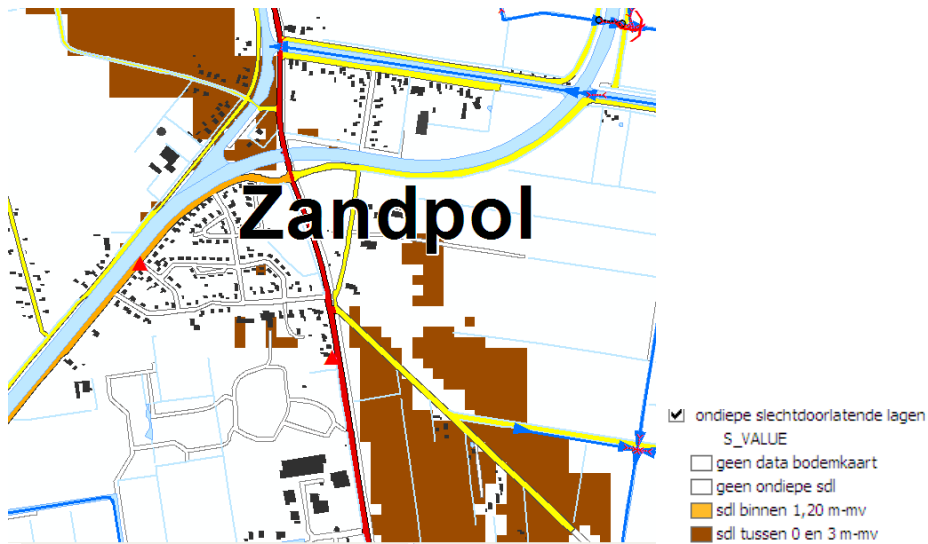 Zandpol
ondiepe slechtdoorlatende lagen
S_VALUE
geen data bodemkaart
geen ondiepe sdl
sdl binnen 1,20 m-mv
sdl tussen 0 en 3 m-mv